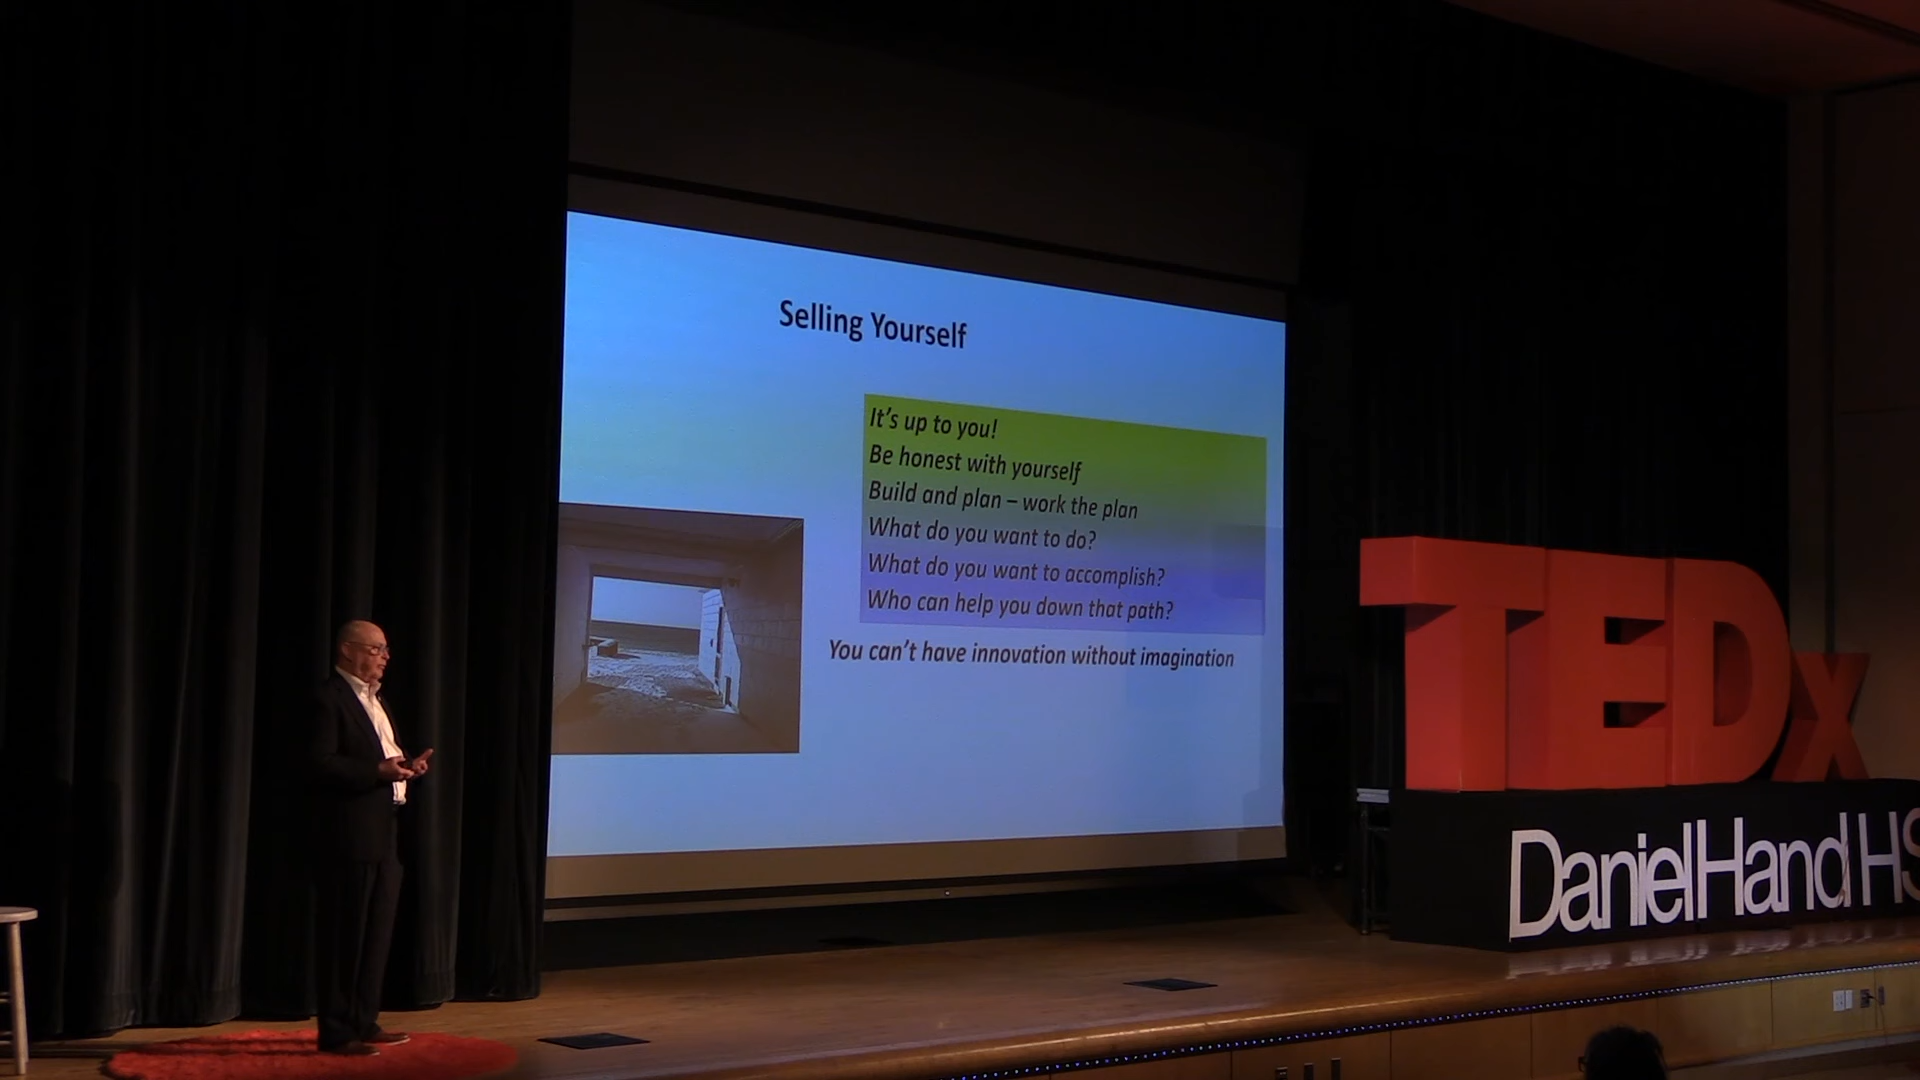 Selling Yourself
It's up to you!
Be honest with yourself
Build and plan – work the plan
What do you want to do?
What do you want to accomplish?
Who can help you down that path?
You can't have innovation without imagination
TEDx
DanielHandHS